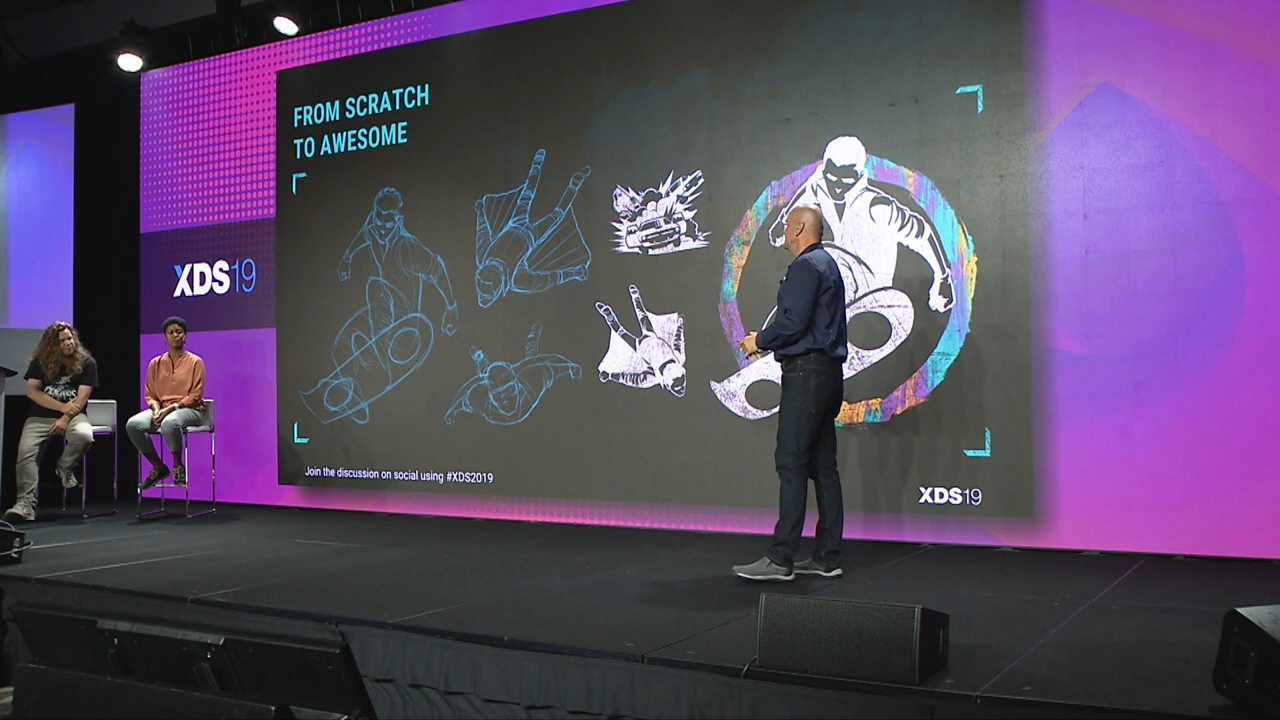 FROM SCRATCH
TO AWESOME
XDS19
Join the discussion on social using #XDS2019
XDS19